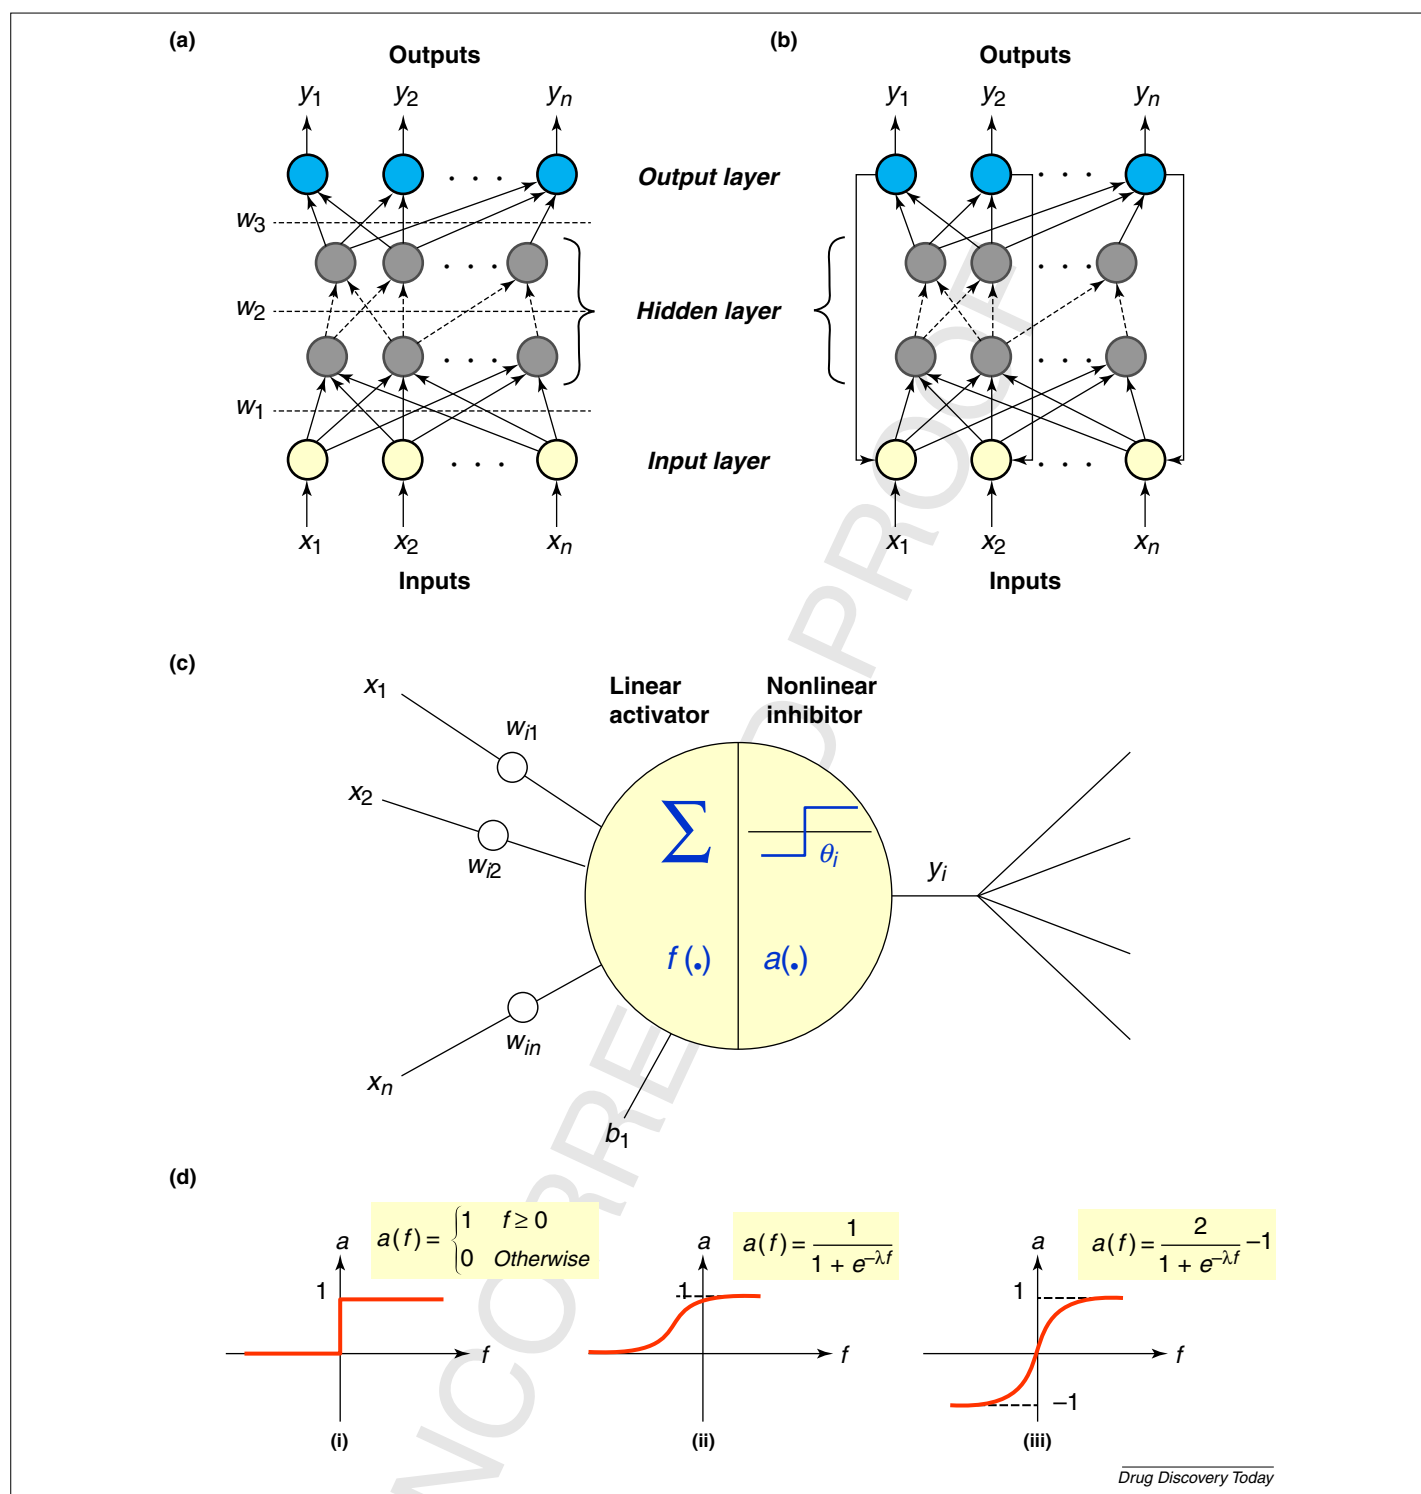 (a)
Outputs
y1 y2 yn
w3
w2
w1
x1 x2 xn
Inputs
Output layer
Hidden layer
Input layer
(b)
Outputs
y1 y2 yn
x1 x2 xn
Inputs
(c)
Linear activator
Nonlinear inhibitor
x1
wi1
x2
wi2
xn
win
b1
∑
θi
f (•)
a(•)
yi
(d)
a(f) = {1 f ≥ 0
0 Otherwise
a
1
f
(i)
a(f) = 1 / (1 + e^−λf)
a
1
f
(ii)
a(f) = 2 / (1 + e^−λf) −1
a
1
f
−1
(iii)
Drug Discovery Today
NCORRE D PROOF